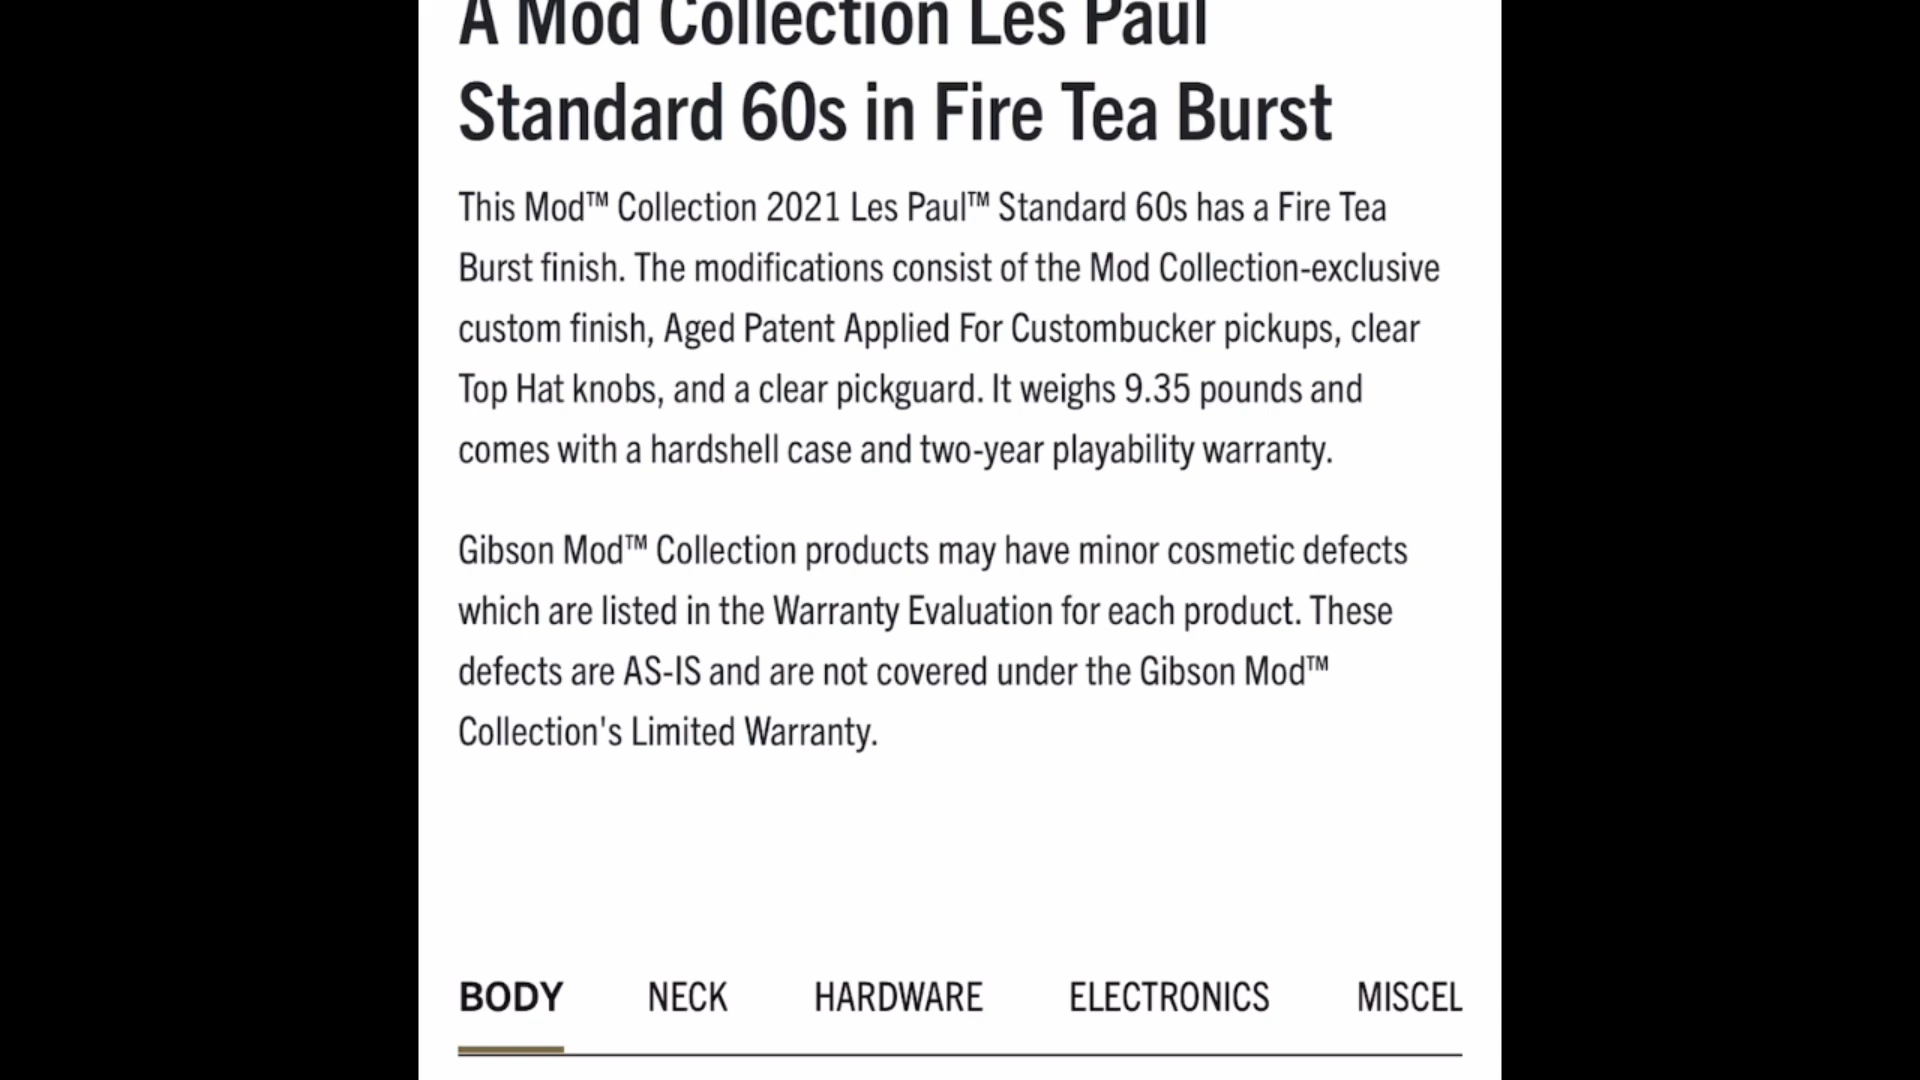 A Mod Collection Les Paul
Standard 60s in Fire Tea Burst
This Mod™ Collection 2021 Les Paul™ Standard 60s has a Fire Tea
Burst finish. The modifications consist of the Mod Collection-exclusive
custom finish, Aged Patent Applied For Custombucker pickups, clear
Top Hat knobs, and a clear pickguard. It weighs 9.35 pounds and
comes with a hardshell case and two-year playability warranty.
Gibson Mod™ Collection products may have minor cosmetic defects
which are listed in the Warranty Evaluation for each product. These
defects are AS-IS and are not covered under the Gibson Mod™
Collection's Limited Warranty.
BODY NECK HARDWARE ELECTRONICS MISCEL